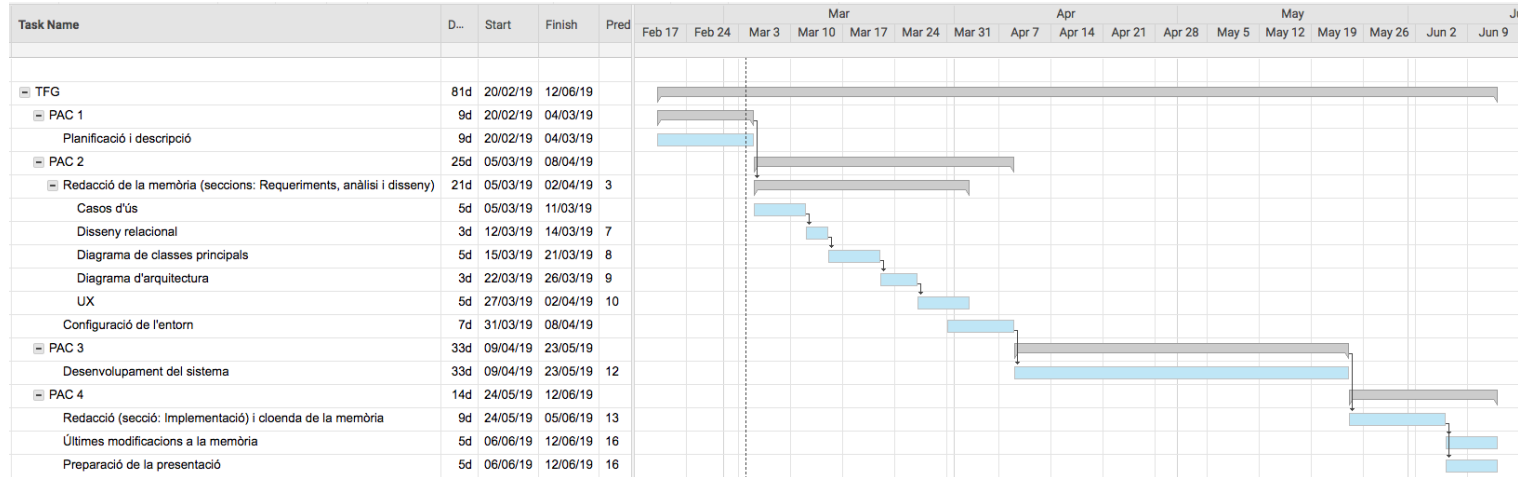 Task Name D... Start Finish Pred
Mar Apr May
Feb 17 Feb 24 Mar 3 Mar 10 Mar 17 Mar 24 Mar 31 Apr 7 Apr 14 Apr 21 Apr 28 May 5 May 12 May 19 May 26 Jun 2 Jun 9
TFG 81d 20/02/19 12/06/19
PAC 1 9d 20/02/19 04/03/19
Planificació i descripció 9d 20/02/19 04/03/19
PAC 2 25d 05/03/19 08/04/19
Redacció de la memòria (seccions: Requeriments, anàlisi i disseny) 21d 05/03/19 02/04/19 3
Casos d'ús 5d 05/03/19 11/03/19
Disseny relacional 3d 12/03/19 14/03/19 7
Diagrama de classes principals 5d 15/03/19 21/03/19 8
Diagrama d'arquitectura 3d 22/03/19 26/03/19 9
UX 5d 27/03/19 02/04/19 10
Configuració de l'entorn 7d 31/03/19 08/04/19
PAC 3 33d 09/04/19 23/05/19
Desenvolupament del sistema 33d 09/04/19 23/05/19 12
PAC 4 14d 24/05/19 12/06/19
Redacció (secció: Implementació) i cloenda de la memòria 9d 24/05/19 05/06/19 13
Últimes modificacions a la memòria 5d 06/06/19 12/06/19 16
Preparació de la presentació 5d 06/06/19 12/06/19 16